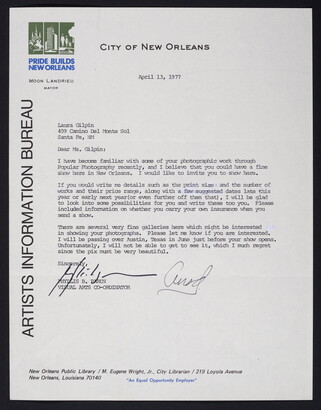 PRIDE BUILDS
NEW ORLEANS
MOON LANDRIEU
MAYOR
CITY OF NEW ORLEANS
ARTISTS INFORMATION BUREAU
April 13, 1977
Laura Gilpin
409 Camino Del Monte Sol
Santa Fe, NM
Dear Ms. Gilpin:
I have become familiar with some of your photographic work through
Popular Photography recently, and I believe that you could have a fine
show here in New Orleans. I would like to invite you to show here.
If you could write me details such as the print size and the number of
works and their price range, along with a few suggested dates late this
year or early next year(or even farther off than that), I will be glad
to look into some possibilities for you and write these too you. Please
included information on whether you carry your own insurance when you
send a show.
There are several very fine galleries here which might be interested
in showing your photographs. Please let me know if you are interested.
I will be passing over Austin, Texas in June just before your show opens.
Unfortunately, I will not be able to get to see it, which I much regret
since the pix must be very beautiful.
Sincerely,
PHYLLIS B.
VISUAL ARTS CO-ORDINATOR
New Orleans Public Library / M. Eugene Wright, Jr., City Librarian / 219 Loyola Avenue
New Orleans, Louisiana 70140
"An Equal Opportunity Employer"